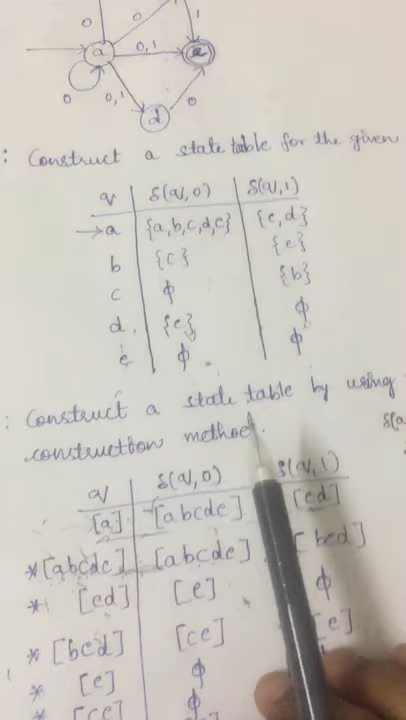 0 0 1
a 0,1 e
0 0,1 d 0
: Construct a state table for the given
q δ(q,0) δ(q,1)
→a {a,b,c,d,e} {e,d}
b {c} {e}
c ϕ {b}
d. {e} ϕ
e ϕ ϕ
: Construct a state table by using
construction method. δ(a
q δ(q,0) δ(q,1)
[a] [abcde] [ed]
*[abcde] [abcde] [bed]
* [ed] [e] ϕ
* [bed] [ce] [e]
* [e] ϕ
* [ce] ϕ